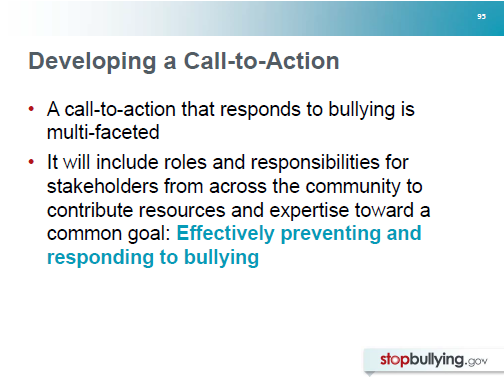 95
Developing a Call-to-Action
• A call-to-action that responds to bullying is
multi-faceted
• It will include roles and responsibilities for
stakeholders from across the community to
contribute resources and expertise toward a
common goal: Effectively preventing and
responding to bullying
stopbullying.gov